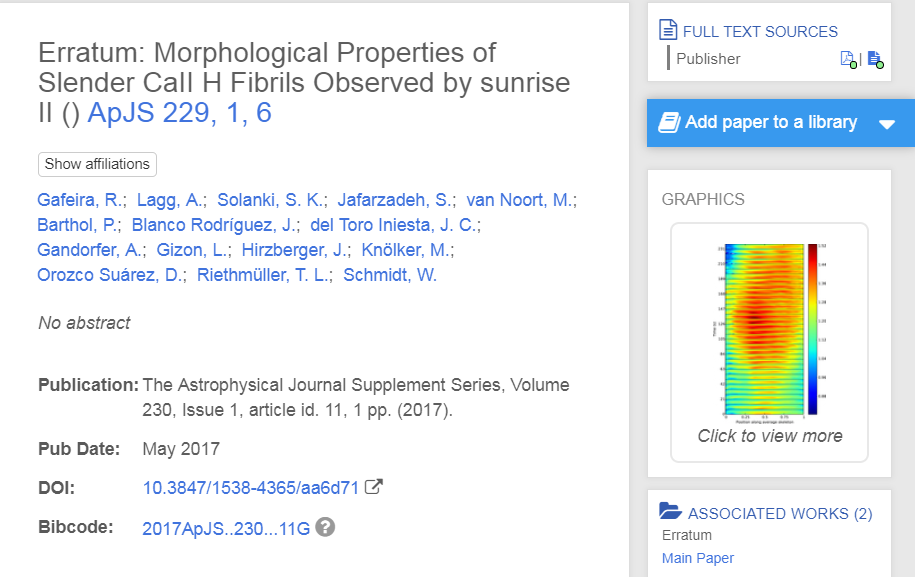 Erratum: Morphological Properties of
Slender CaII H Fibrils Observed by sunrise
II () ApJS 229, 1, 6
Show affiliations
Gafeira, R.; Lagg, A.; Solanki, S. K.; Jafarzadeh, S.; van Noort, M.;
Barthol, P.; Blanco Rodríguez, J.; del Toro Iniesta, J. C.;
Gandorfer, A.; Gizon, L.; Hirzberger, J.; Knölker, M.;
Orozco Suárez, D.; Riethmüller, T. L.; Schmidt, W.
No abstract
Publication: The Astrophysical Journal Supplement Series, Volume
230, Issue 1, article id. 11, 1 pp. (2017).
Pub Date: May 2017
DOI: 10.3847/1538-4365/aa6d71
Bibcode: 2017ApJS..230...11G ?
FULL TEXT SOURCES
Publisher |
Add paper to a library
GRAPHICS
Position along average skeleton
Click to view more
ASSOCIATED WORKS (2)
Erratum
Main Paper